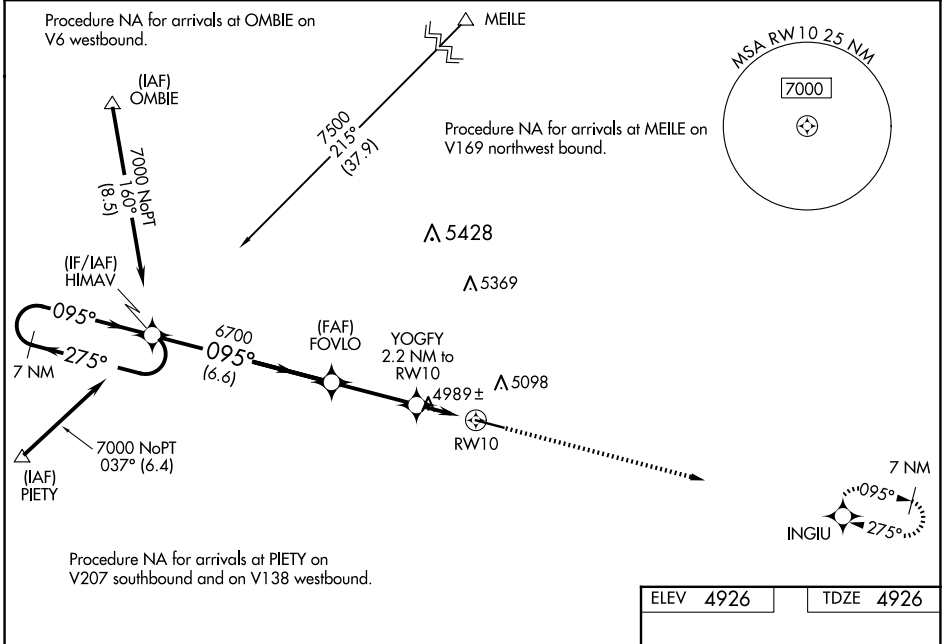 Procedure NA for arrivals at OMBIE on
V6 westbound.
MEILE
MSA RW10 25 NM
7000
(IAF)
OMBIE
7500
215°
(37.9)
Procedure NA for arrivals at MEILE on
V169 northwest bound.
7000 NoPT
160°
(8.5)
5428
(IF/IAF)
HIMAV
5369
095°
6700
095°
(6.6)
(FAF)
FOVLO
YOGFY
2.2 NM to
RW10
275°
7 NM
4989±
5098
RW10
7000 NoPT
037° (6.4)
(IAF)
PIETY
7 NM
095°
275°
INGIU
Procedure NA for arrivals at PIETY on
V207 southbound and on V138 westbound.
ELEV 4926
TDZE 4926